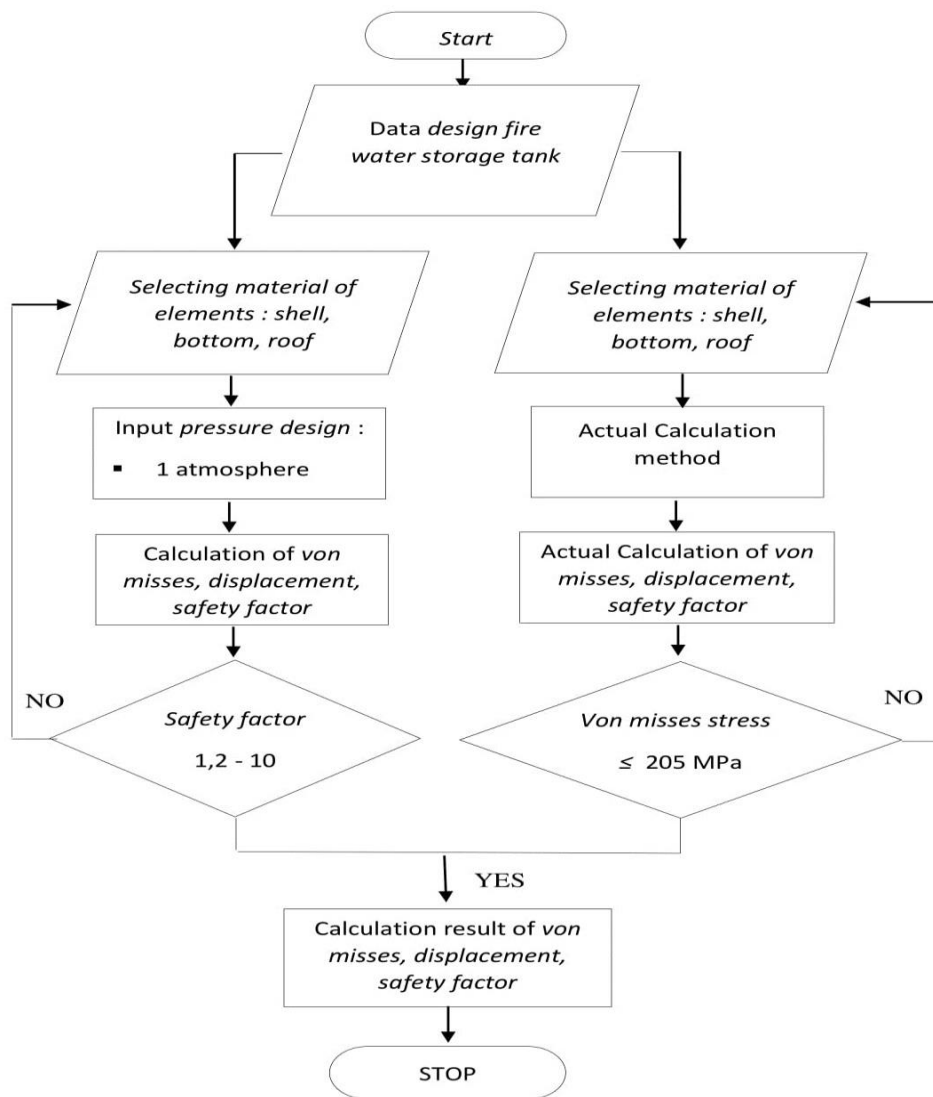 Start
Data design fire
water storage tank
Selecting material of
elements : shell,
bottom, roof
Selecting material of
elements : shell,
bottom, roof
Input pressure design :
▪ 1 atmosphere
Actual Calculation
method
Calculation of von
misses, displacement,
safety factor
Actual Calculation of von
misses, displacement,
safety factor
NO
Safety factor
1,2 - 10
Von misses stress
≤ 205 MPa
NO
YES
Calculation result of von
misses, displacement,
safety factor
STOP